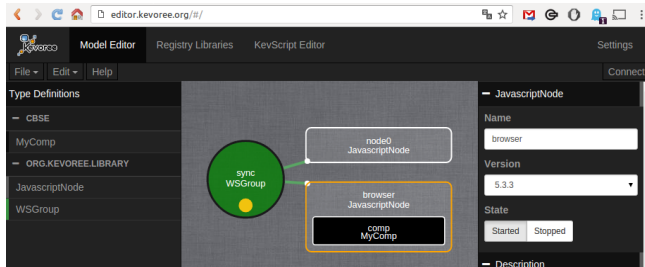 editor.kevoree.org/#/
Kevoree
Model Editor Registry Libraries KevScript Editor Settings
File Edit Help Connect
Type Definitions
CBSE
MyComp
ORG.KEVOREE.LIBRARY
JavascriptNode
WSGroup
sync
WSGroup
node0
JavascriptNode
browser
JavascriptNode
comp
MyComp
JavascriptNode
Name
browser
Version
5.3.3
State
Started Stopped
Description